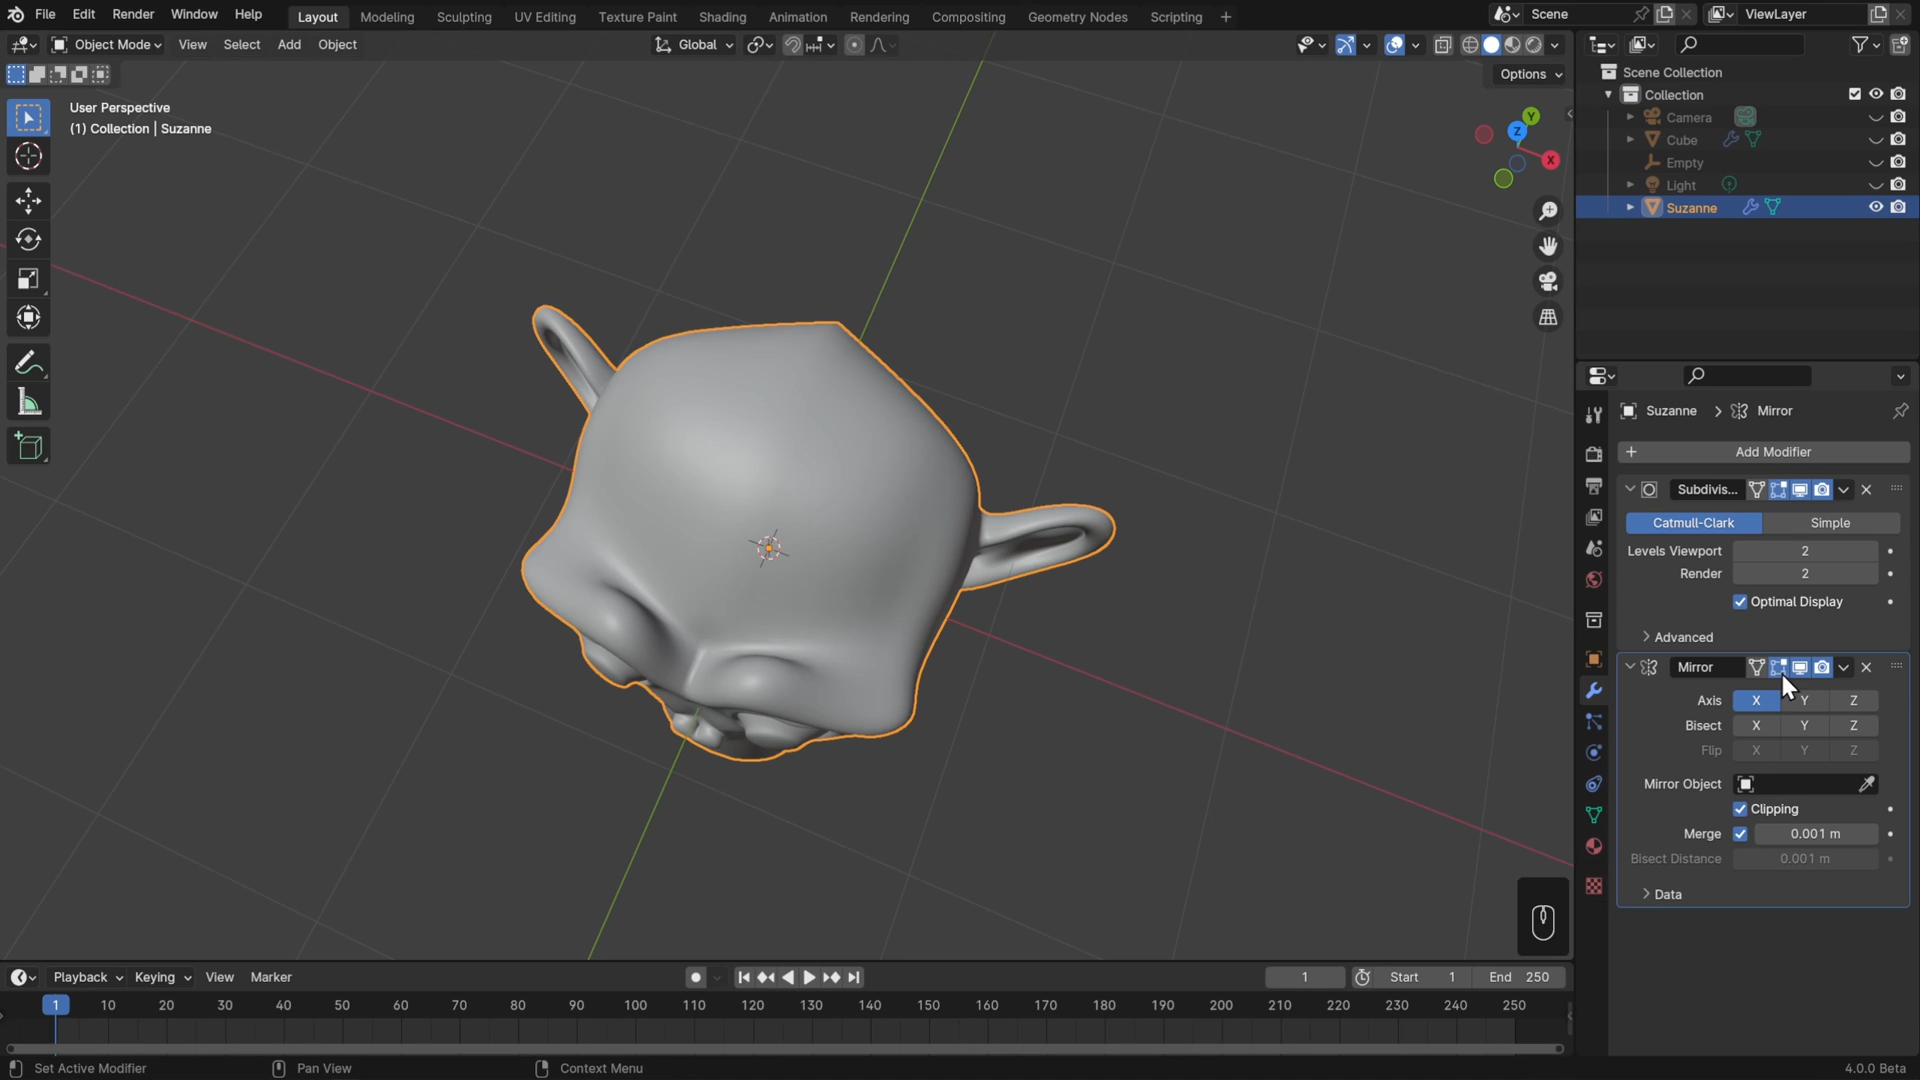 File Edit Render Window Help Layout Modeling Sculpting UV Editing Texture Paint Shading Animation Rendering Compositing Geometry Nodes Scripting + Scene ViewLayer
Object Mode View Select Add Object Global
Options
User Perspective
(1) Collection | Suzanne
Y
Z
X
Scene Collection
Collection
Camera
Cube
Empty
Light
Suzanne
Suzanne > Mirror
+ Add Modifier
Subdivis...
Catmull-Clark Simple
Levels Viewport 2
Render 2
Optimal Display
Advanced
Mirror
Axis X Y Z
Bisect X Y Z
Flip X Y Z
Mirror Object
Clipping
Merge 0.001 m
Bisect Distance 0.001 m
Data
Playback Keying View Marker 1 Start 1 End 250
1 10 20 30 40 50 60 70 80 90 100 110 120 130 140 150 160 170 180 190 200 210 220 230 240 250
Set Active Modifier Pan View Context Menu 4.0.0 Beta